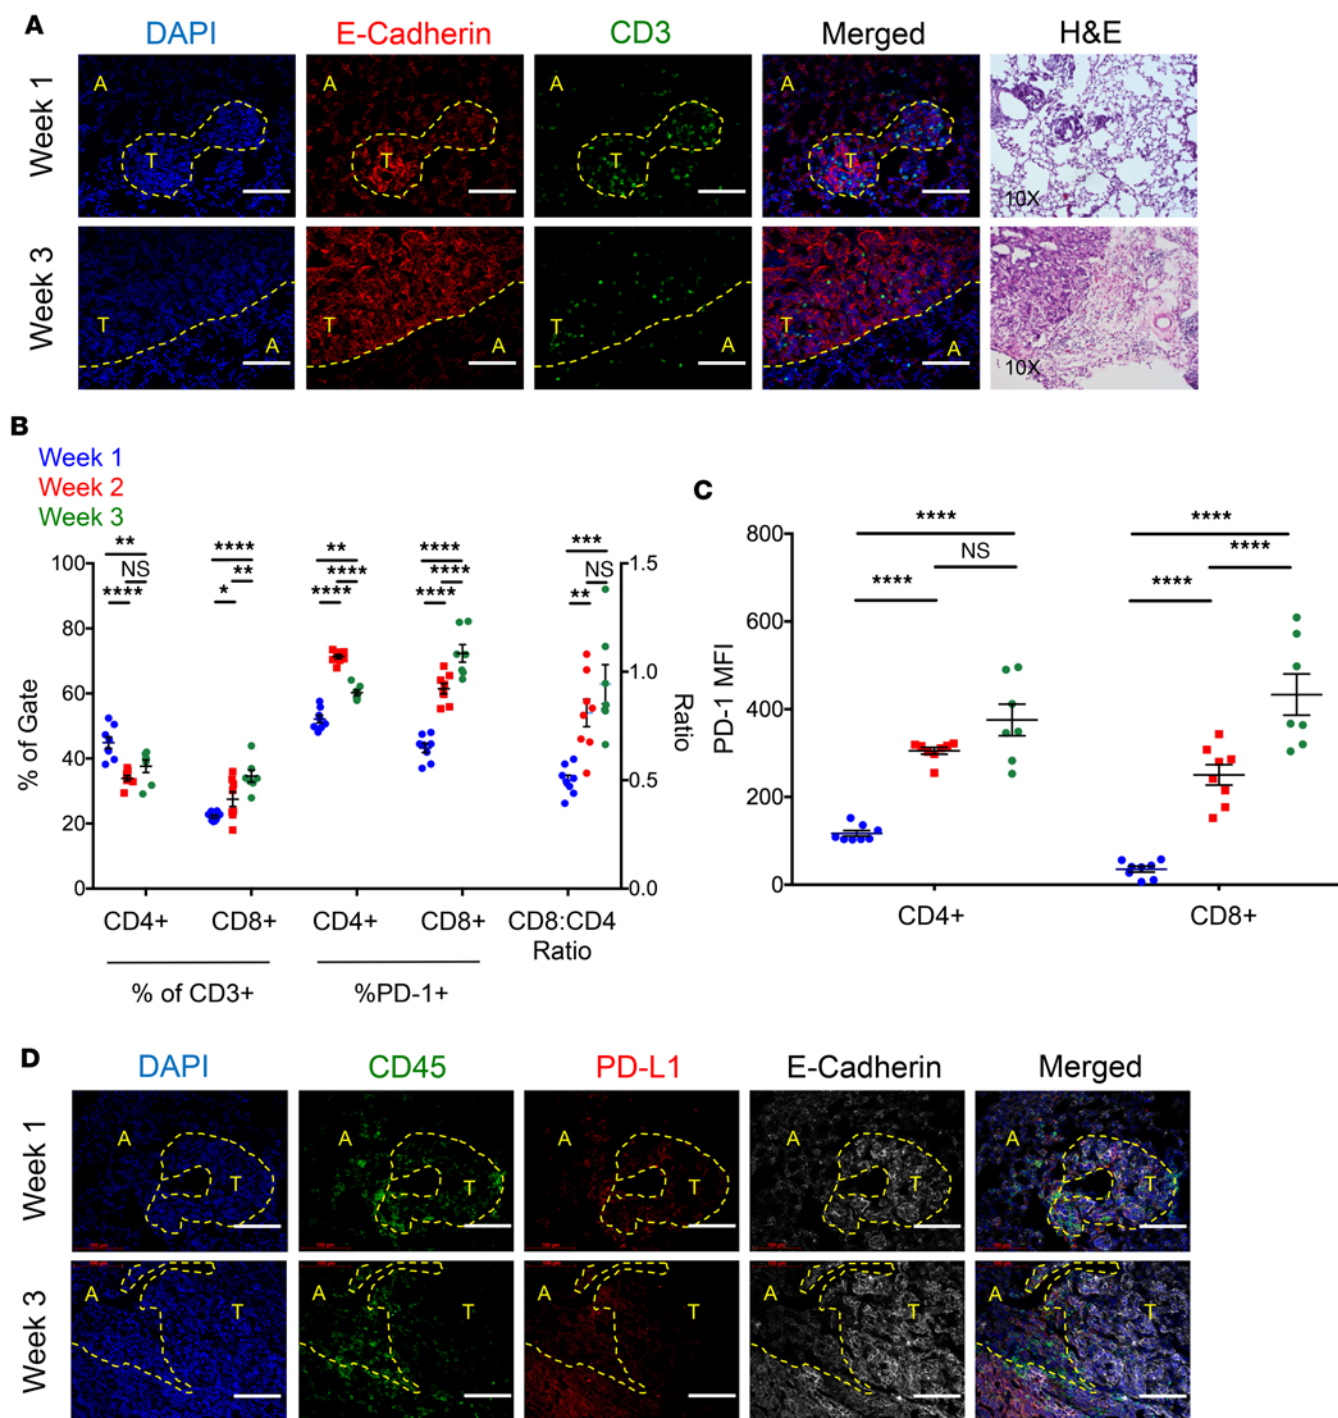 A
DAPI E-Cadherin CD3 Merged H&E
Week 1
A A A A
T T T T
10X
Week 3
T T T T
A A A A
10X
B
Week 1
Week 2
Week 3
** **** ** **** ***
NS ** **** **** NS
**** * **** **** **
100 1.5
80
1.0
60
% of Gate
Ratio
40
0.5
20
0 0.0
CD4+ CD8+ CD4+ CD8+ CD8:CD4
Ratio
% of CD3+ %PD-1+
C
800
600
400
200
0
PD-1 MFI
**** ****
NS ****
**** ****
CD4+ CD8+
D
DAPI CD45 PD-L1 E-Cadherin Merged
Week 1
A A A A A
T T T T T
Week 3
A A A A A
T T T T T